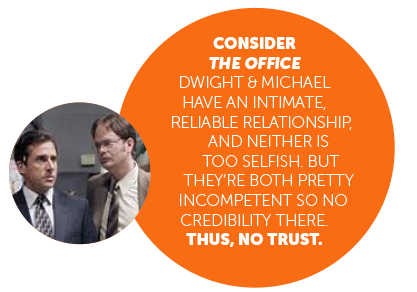 CONSIDER
THE OFFICE
DWIGHT & MICHAEL
HAVE AN INTIMATE,
RELIABLE RELATIONSHIP,
AND NEITHER IS
TOO SELFISH. BUT
THEY'RE BOTH PRETTY
INCOMPETENT SO NO
CREDIBILITY THERE.
THUS, NO TRUST.